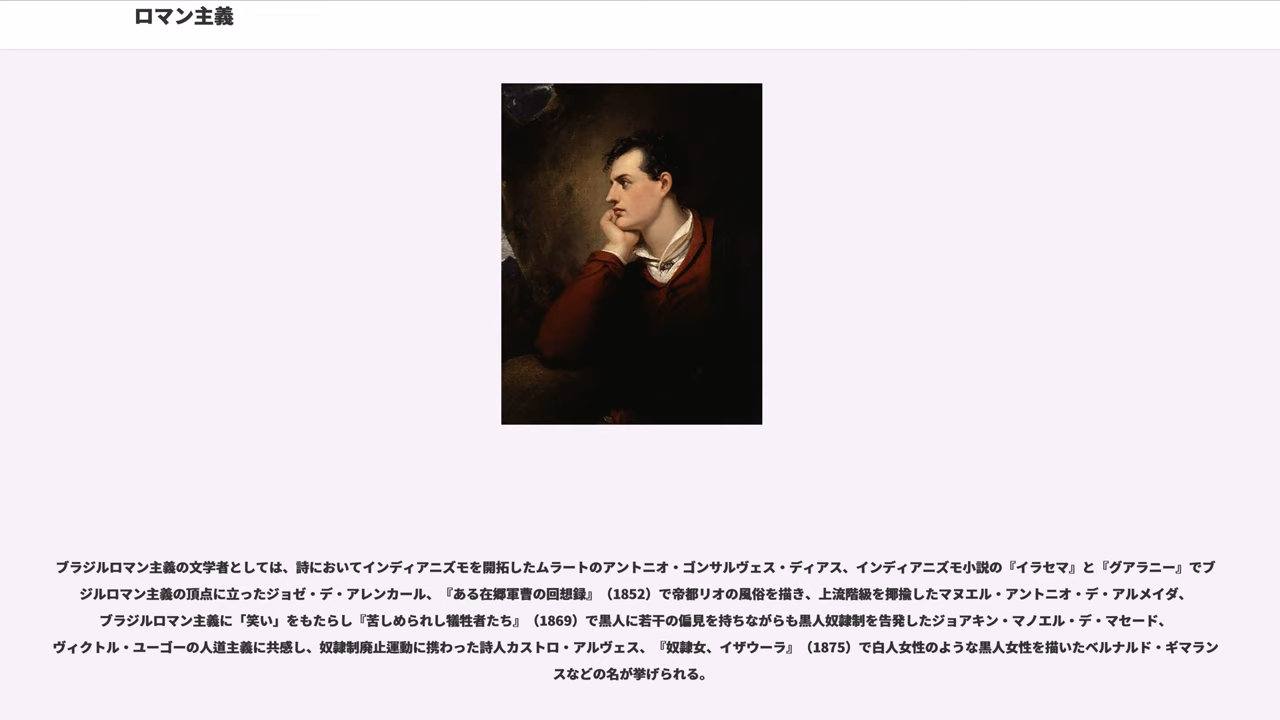 ロマン主義
ブラジルロマン主義の文学者としては、詩においてインディアニズモを開拓したムラートのアントニオ・ゴンサルヴェス・ディアス、インディアニズモ小説の『イラセマ』と『グアラニー』でブ
ジルロマン主義の頂点に立ったジョゼ・デ・アレンカール、『ある在郷軍曹の回想録』（1852）で帝都リオの風俗を描き、上流階級を揶揄したマヌエル・アントニオ・デ・アルメイダ、
ブラジルロマン主義に「笑い」をもたらし『苦しめられし犠牲者たち』（1869）で黒人に若干の偏見を持ちながらも黒人奴隷制を告発したジョアキン・マノエル・デ・マセード、
ヴィクトル・ユーゴーの人道主義に共感し、奴隷制廃止運動に携わった詩人カストロ・アルヴェス、『奴隷女、イザウーラ』（1875）で白人女性のような黒人女性を描いたベルナルド・ギマラン
スなどの名が挙げられる。